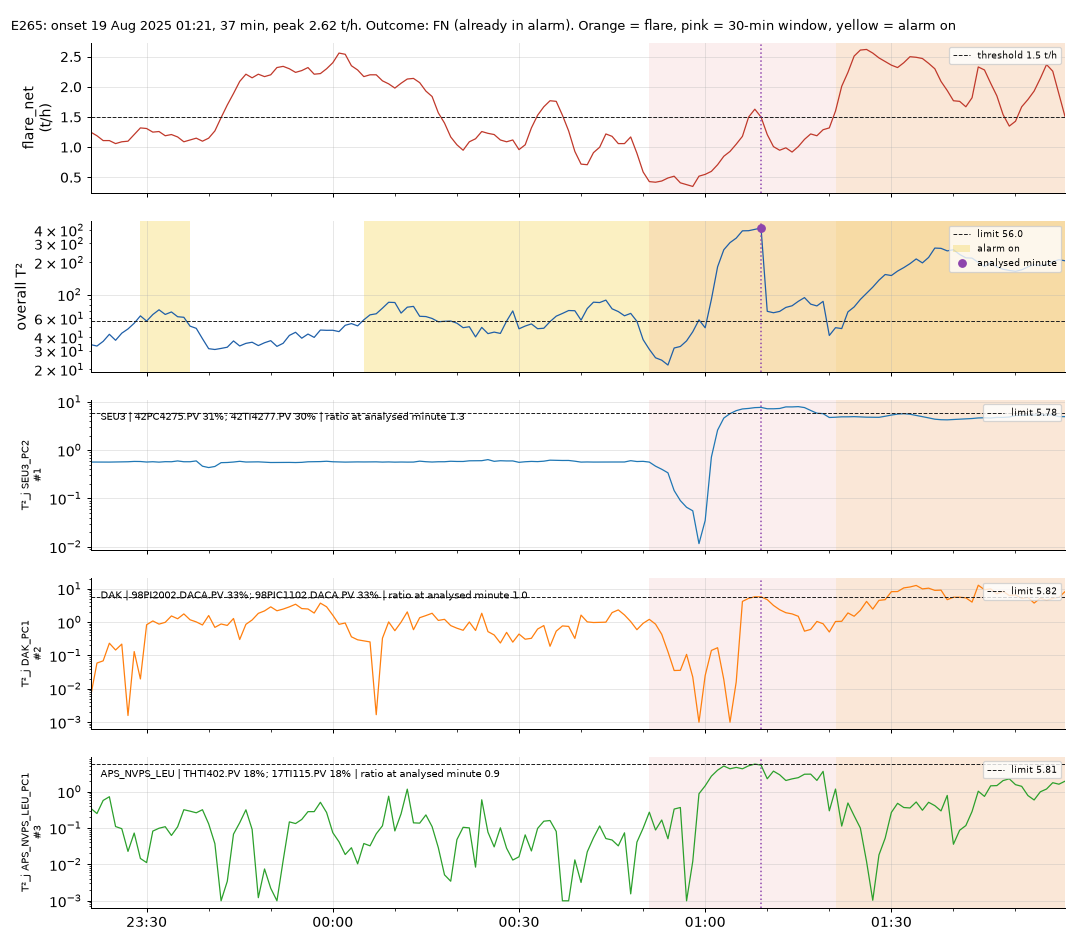 E265: onset 19 Aug 2025 01:21, 37 min, peak 2.62 t/h. Outcome: FN (already in alarm). Orange = flare, pink = 30-min window, yellow = alarm on
flare_net
(t/h)
2.5
2.0
1.5
1.0
0.5
threshold 1.5 t/h
overall T²
4 × 10²
3 × 10²
2 × 10²
10²
6 × 10¹
4 × 10¹
3 × 10¹
2 × 10¹
limit 56.0
alarm on
analysed minute
T²_j SEU3_PC2
#1
10¹
10⁰
10⁻¹
10⁻²
SEU3 | 42PC4275.PV 31%; 42TI4277.PV 30% | ratio at analysed minute 1.3
limit 5.78
T²_j DAK_PC1
#2
10¹
10⁰
10⁻¹
10⁻²
10⁻³
DAK | 98PI2002.DACA.PV 33%; 98PIC1102.DACA.PV 33% | ratio at analysed minute 1.0
limit 5.82
T²_j APS_NVPS_LEU_PC1
#3
10⁰
10⁻¹
10⁻²
10⁻³
APS_NVPS_LEU | THTI402.PV 18%; 17TI115.PV 18% | ratio at analysed minute 0.9
limit 5.81
23:30 00:00 00:30 01:00 01:30